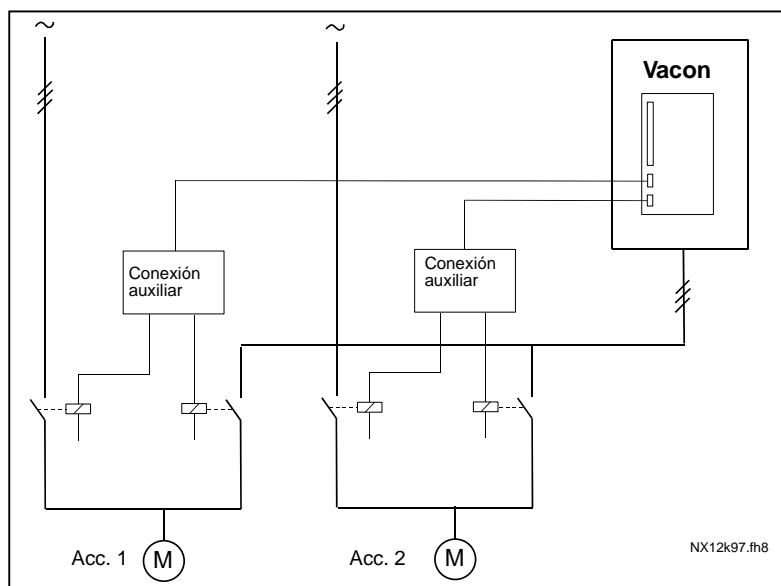 ~
~
Vacon
Conexión
auxiliar
Conexión
auxiliar
Acc. 1
M
Acc. 2
M
NX12k97.fh8